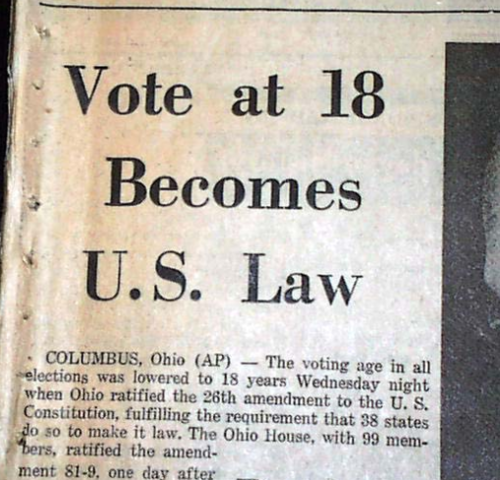 Vote at 18
Becomes
U.S. Law
COLUMBUS, Ohio (AP) — The voting age in all
elections was lowered to 18 years Wednesday night
when Ohio ratified the 26th amendment to the U. S.
Constitution, fulfilling the requirement that 38 states
do so to make it law. The Ohio House, with 99 mem-
bers, ratified the amend-
ment 81-9, one day after